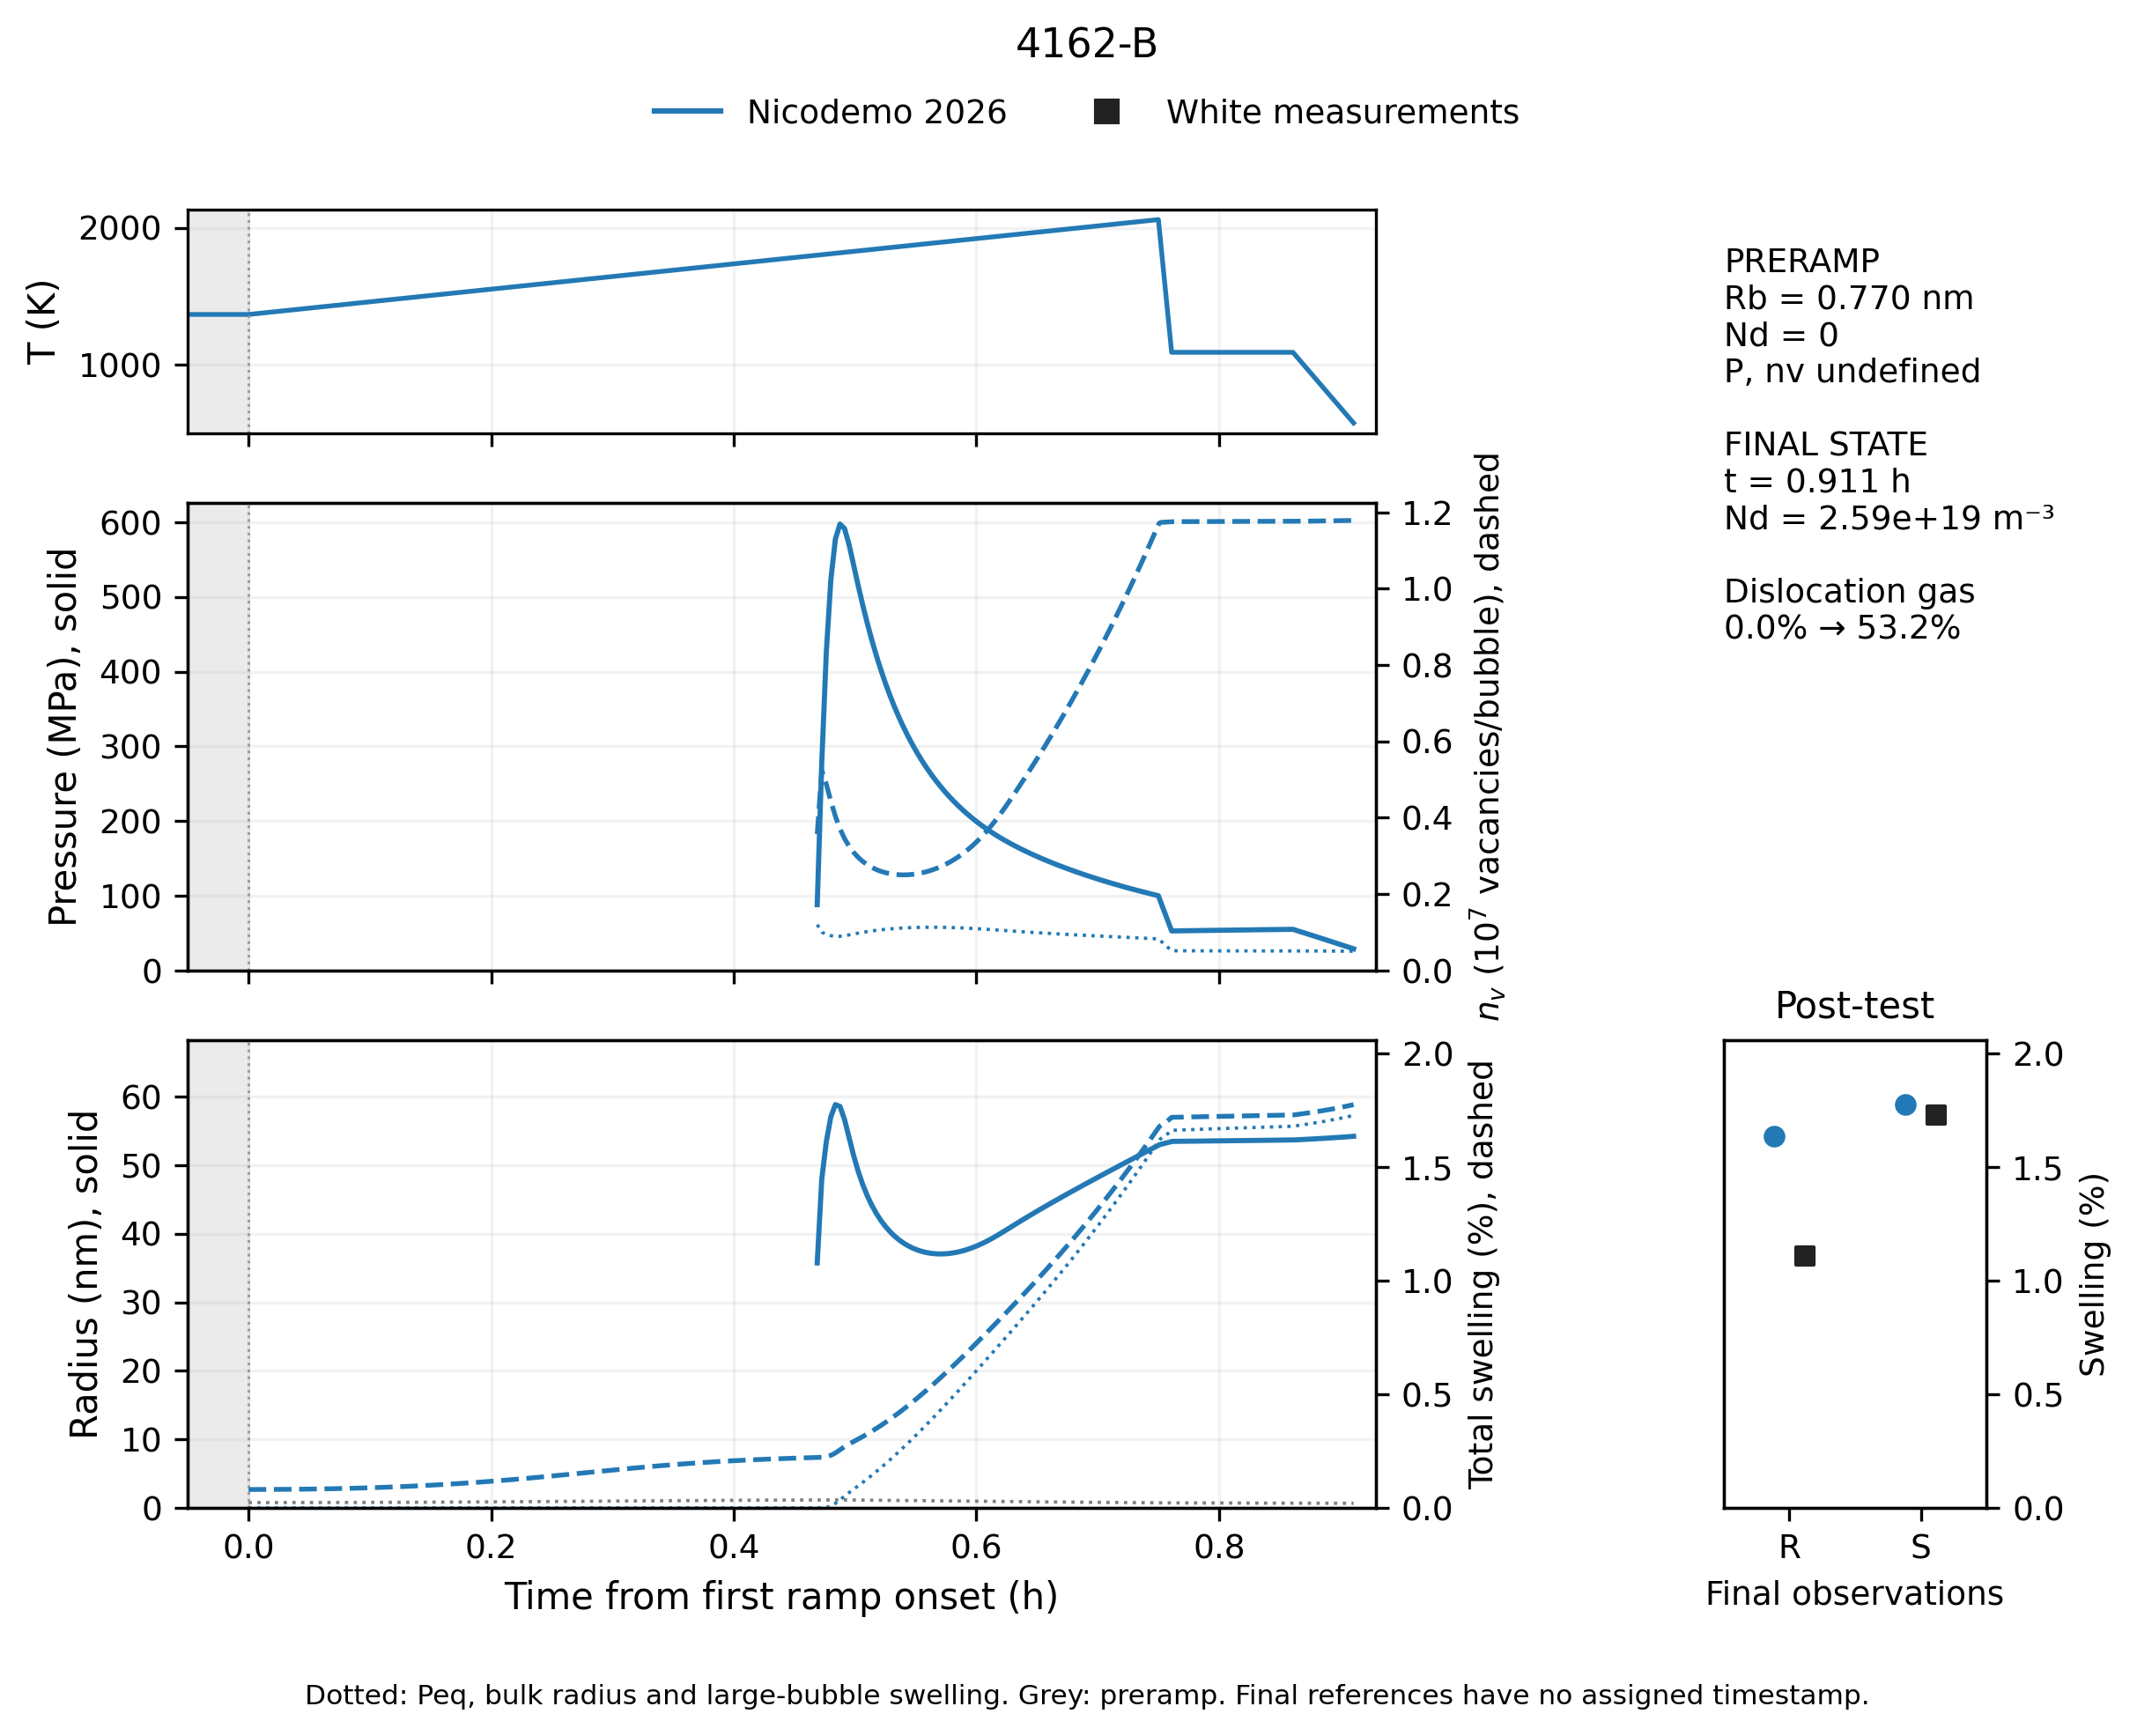 4162-B
Nicodemo 2026
White measurements
T (K)
2000
1000
PRERAMP
Rb = 0.770 nm
Nd = 0
P, nv undefined
FINAL STATE
t = 0.911 h
Nd = 2.59e+19 m⁻³
Dislocation gas
0.0% → 53.2%
Pressure (MPa), solid
600
500
400
300
200
100
0
1.2
1.0
0.8
0.6
0.4
0.2
0.0
nᵥ (10⁷ vacancies/bubble), dashed
Radius (nm), solid
60
50
40
30
20
10
0
2.0
1.5
1.0
0.5
0.0
Total swelling (%), dashed
0.0
0.2
0.4
0.6
0.8
Time from first ramp onset (h)
Post-test
2.0
1.5
1.0
0.5
0.0
Swelling (%)
R
S
Final observations
Dotted: Peq, bulk radius and large-bubble swelling. Grey: preramp. Final references have no assigned timestamp.